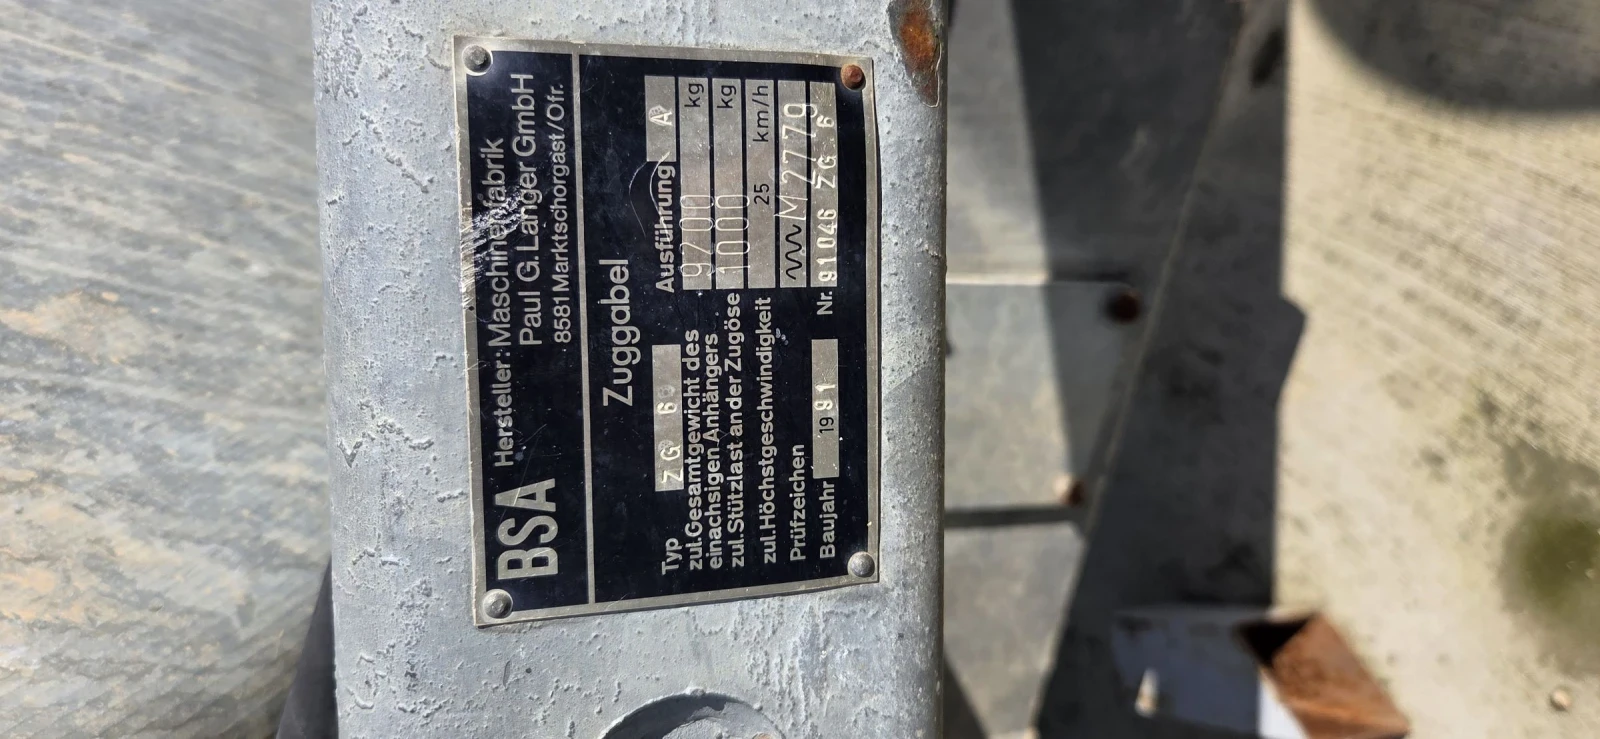 BSA Hersteller: Maschinenfabrik
Paul G. Langer GmbH
8581 Marktschorgast/Ofr.
Zuggabel
Typ ZG 6 Ausführung A
zul. Gesamtgewicht des
einachsigen Anhängers 9700 kg
zul. Stützlast an der Zugöse 1000 kg
zul. Höchstgeschwindigkeit 25 km/h
Prüfzeichen M 2779
Baujahr 1991 Nr. 91046 ZG 6